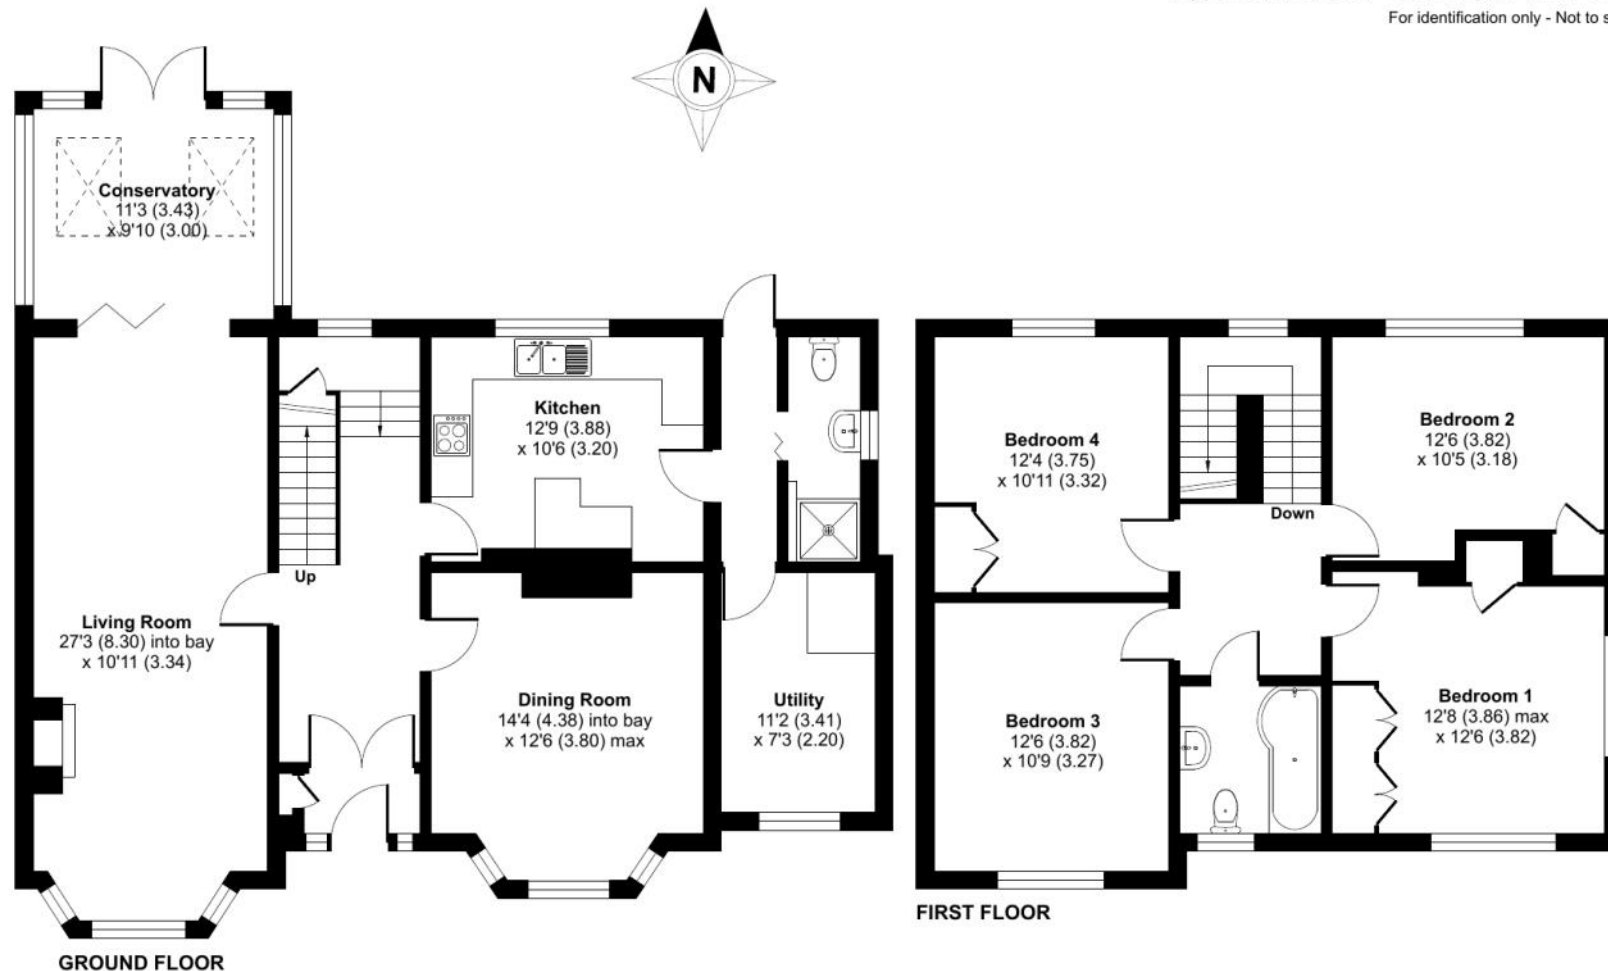 For identification only - Not to s
N
Conservatory
11'3 (3.43)
x 9'10 (3.00)
Kitchen
12'9 (3.88)
x 10'6 (3.20)
Up
Living Room
27'3 (8.30) into bay
x 10'11 (3.34)
Dining Room
14'4 (4.38) into bay
x 12'6 (3.80) max
Utility
11'2 (3.41)
x 7'3 (2.20)
GROUND FLOOR
Bedroom 4
12'4 (3.75)
x 10'11 (3.32)
Bedroom 2
12'6 (3.82)
x 10'5 (3.18)
Down
Bedroom 3
12'6 (3.82)
x 10'9 (3.27)
Bedroom 1
12'8 (3.86) max
x 12'6 (3.82)
FIRST FLOOR